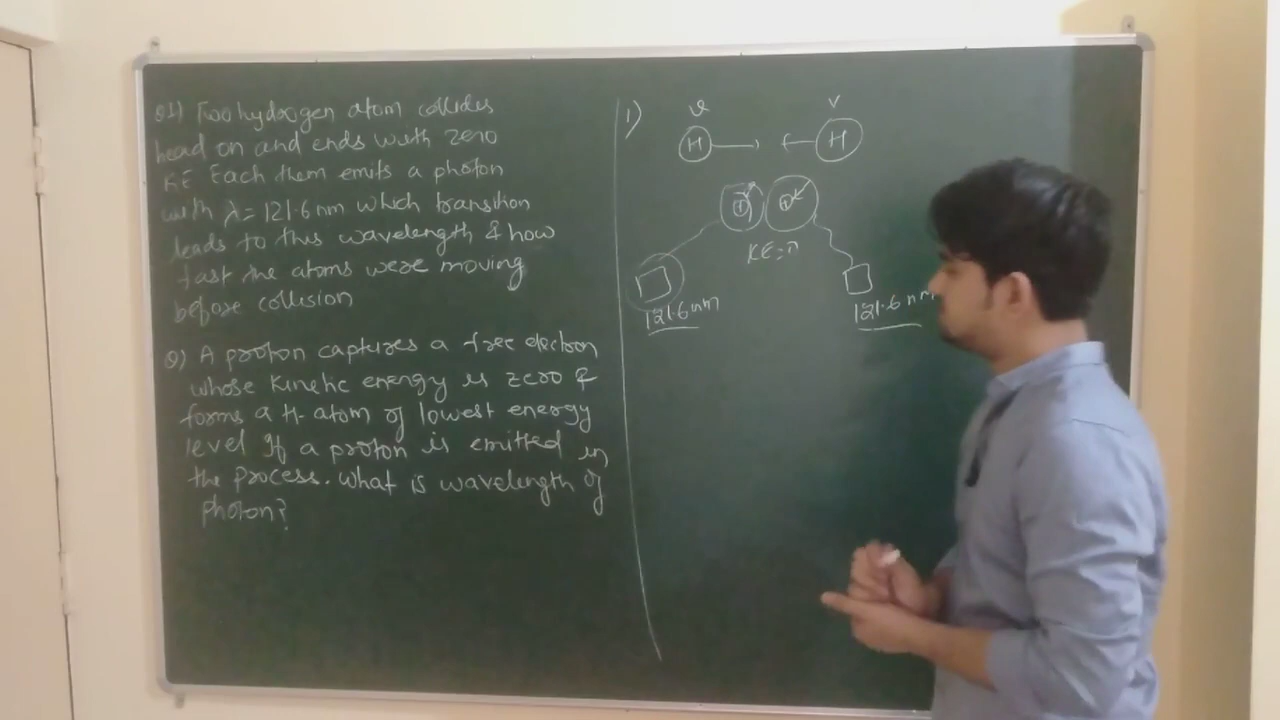 Q1) Two hydrogen atom collides
head on and ends with zero
KE Each them emits a photon
with λ = 121.6 nm which transition
leads to this wavelength & how
fast the atoms were moving
before collision
Q) A proton captures a free electron
whose kinetic energy is zero &
forms a H-atom of lowest energy
level If a proton is emitted in
the process. What is wavelength of
photon?
1)
v v
H H
KE = 0
121.6 nm 121.6 nm